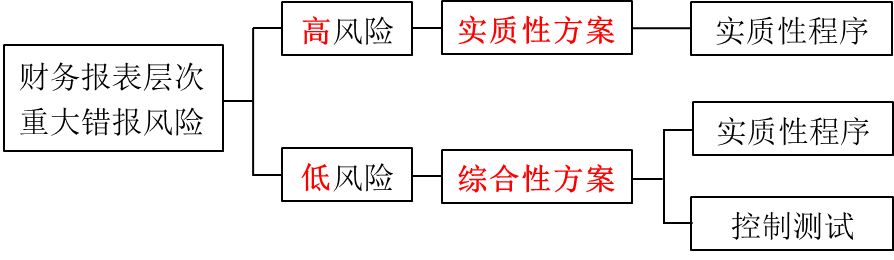 财务报表层次
重大错报风险
高风险
实质性方案
实质性程序
低风险
综合性方案
实质性程序
控制测试